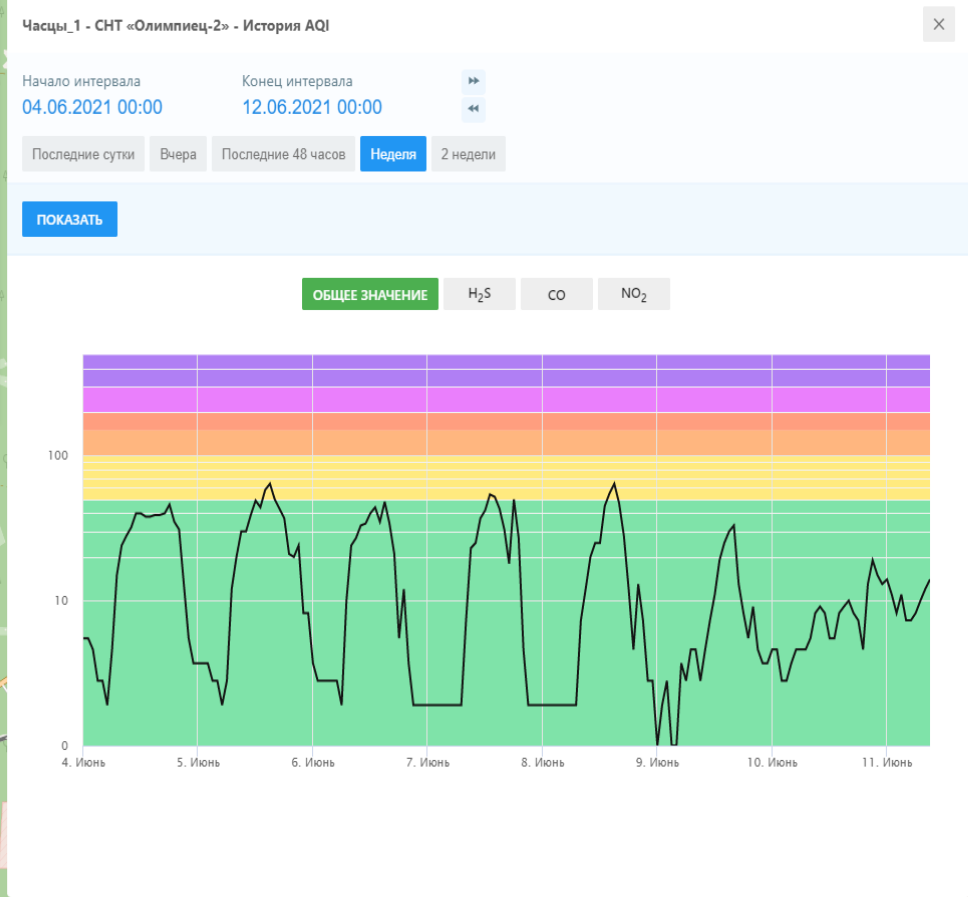 Часцы_1 - СНТ «Олимпиец-2» - История AQI
Начало интервала Конец интервала
04.06.2021 00:00 12.06.2021 00:00
Последние сутки Вчера Последние 48 часов Неделя 2 недели
ПОКАЗАТЬ
ОБЩЕЕ ЗНАЧЕНИЕ H₂S CO NO₂
100
10
0
4. Июнь 5. Июнь 6. Июнь 7. Июнь 8. Июнь 9. Июнь 10. Июнь 11. Июнь